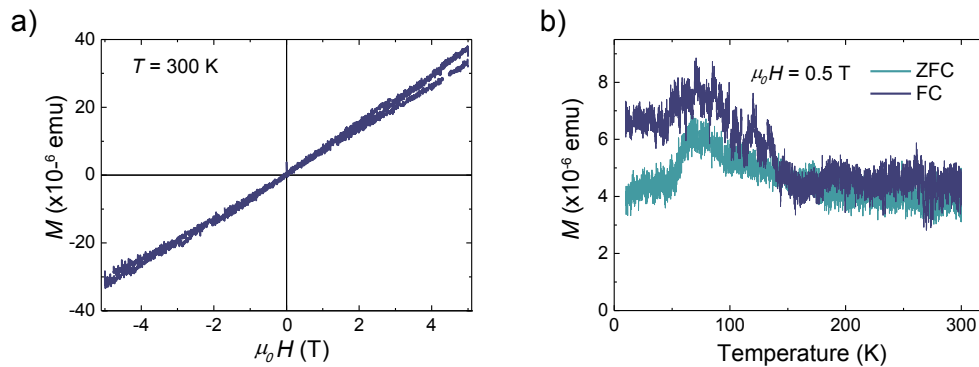 a)
T = 300 K
M (x10⁻⁶ emu)
40
20
0
-20
-40
-4
-2
0
2
4
μ₀H (T)
b)
μ₀H = 0.5 T
ZFC
FC
M (x10⁻⁶ emu)
8
6
4
2
0
0
100
200
300
Temperature (K)